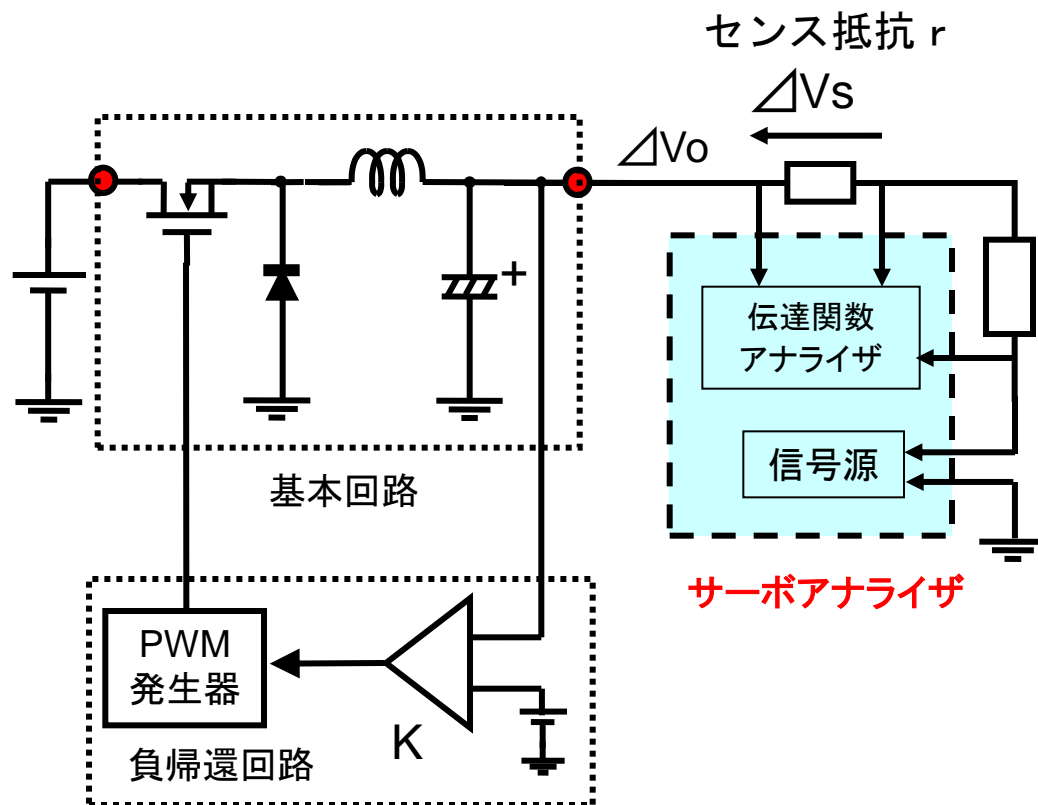 センス抵抗 r
⊿Vs
⊿Vo
+
伝達関数
アナライザ
信号源
基本回路
サーボアナライザ
PWM
発生器
K
負帰還回路